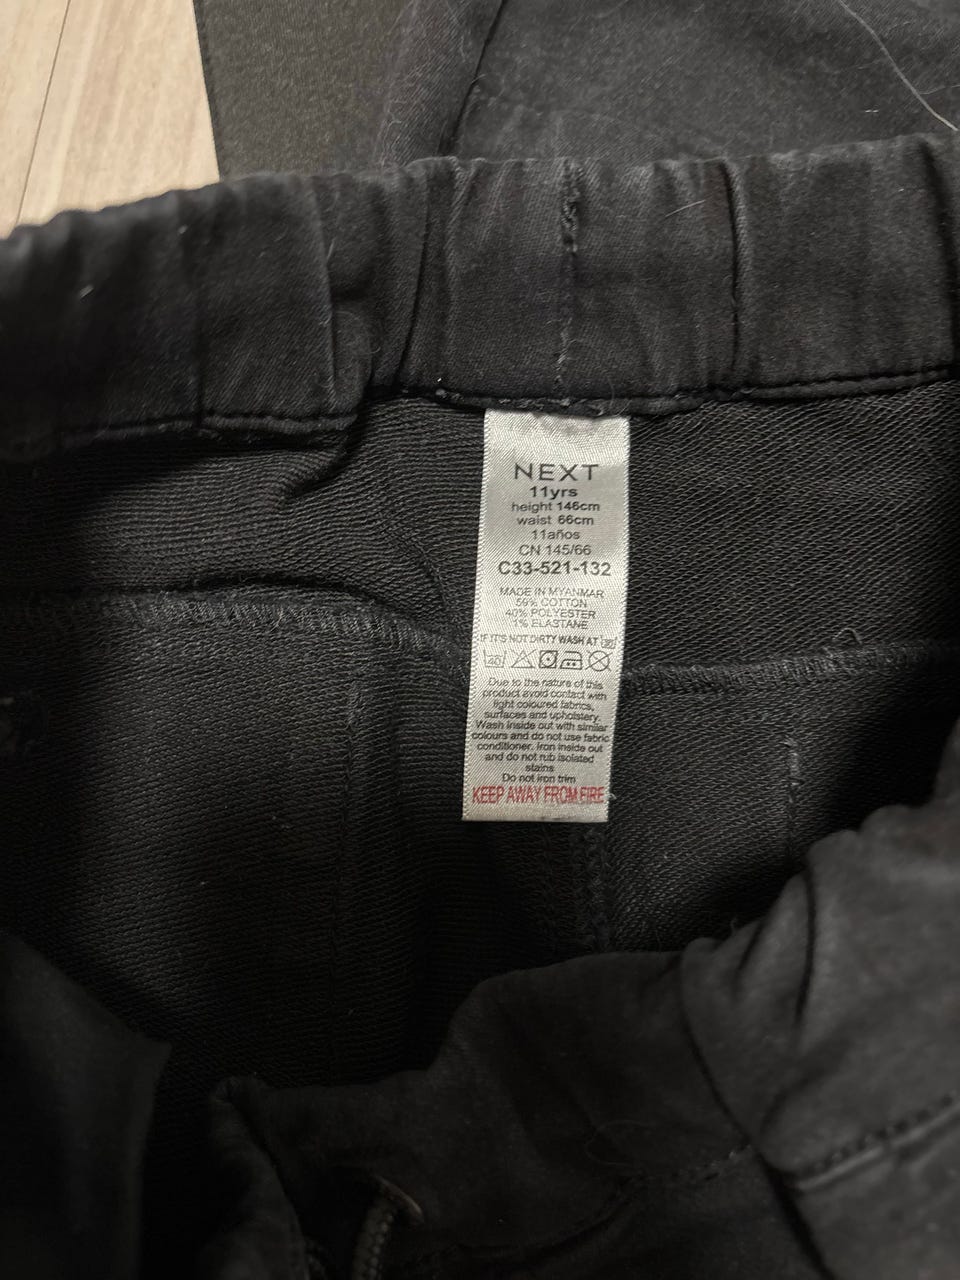 NEXT
11yrs
height 146cm
waist 66cm
11años
CN 145/66
C33-521-132
MADE IN MYANMAR
59% COTTON
40% POLYESTER
1% ELASTANE
IF IT'S NOT DIRTY WASH AT 30
40
Due to the nature of this
product avoid contact with
light coloured fabrics,
surfaces and upholstery.
Wash inside out with similar
colours and do not use fabric
conditioner. Iron inside out
and do not rub isolated
stains
Do not iron trim
KEEP AWAY FROM FIRE